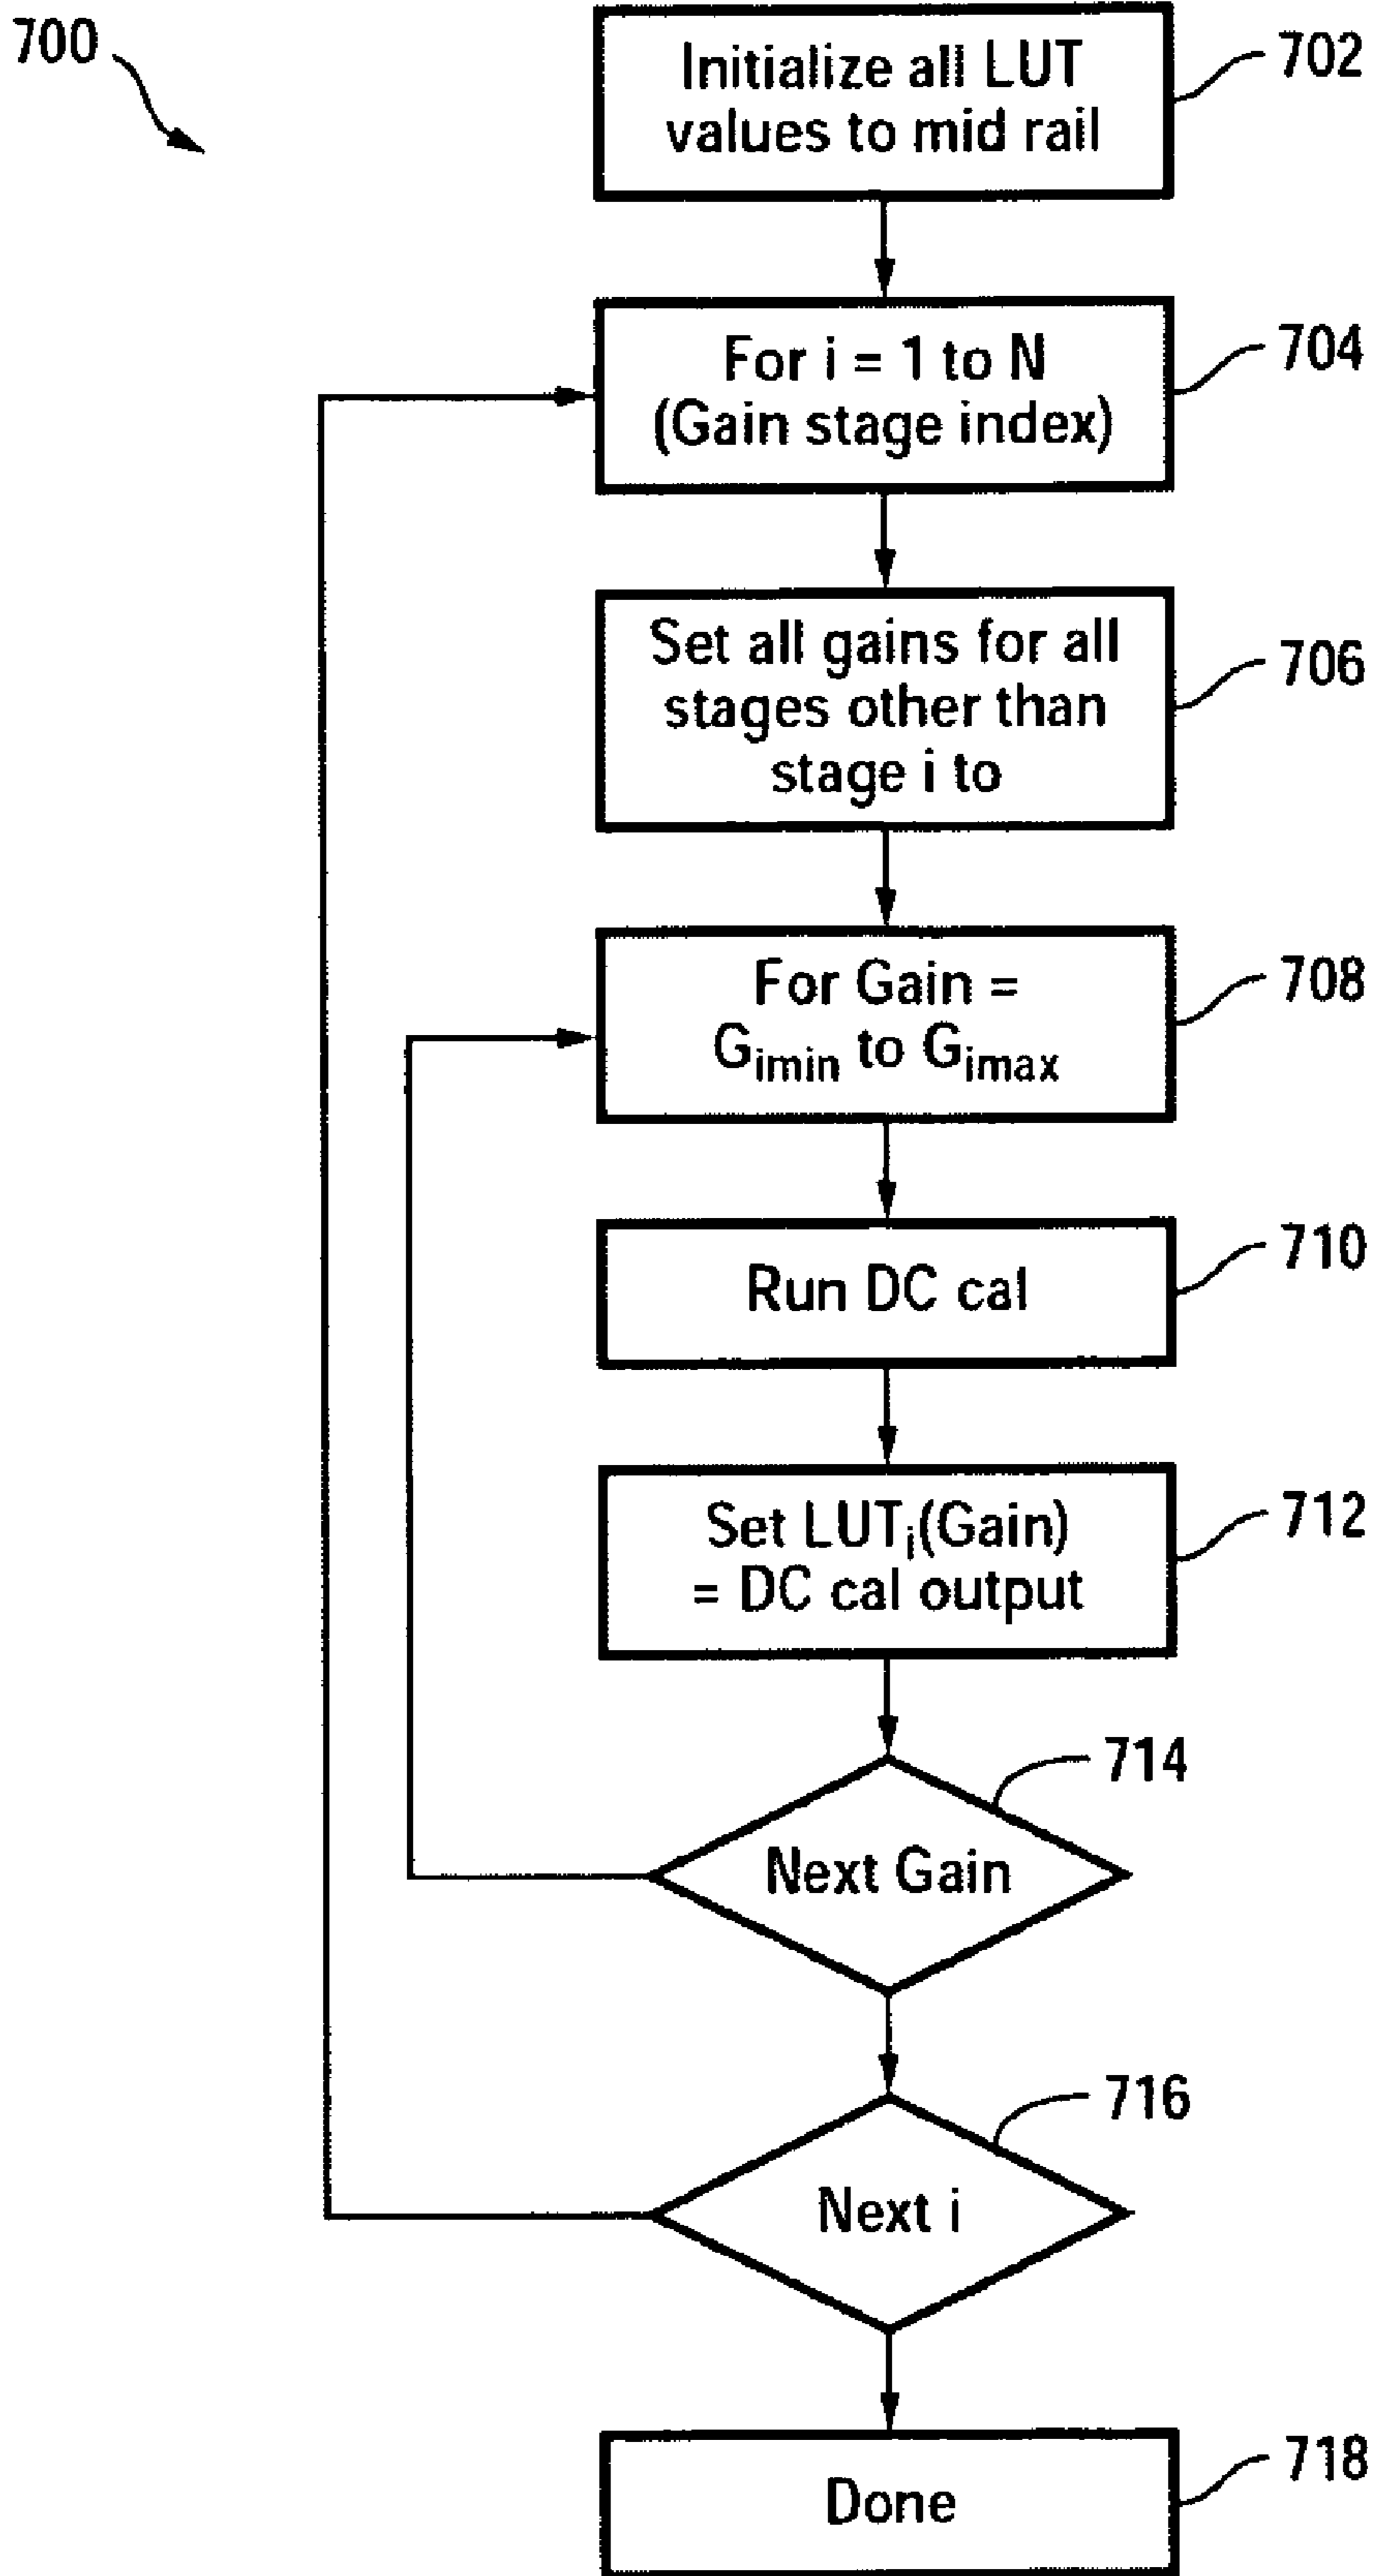 700
Initialize all LUT
values to mid rail
702
For i = 1 to N
(Gain stage index)
704
Set all gains for all
stages other than
stage i to
706
For Gain =
Gimin to Gimax
708
Run DC cal
710
Set LUTi(Gain)
= DC cal output
712
714
Next Gain
716
Next i
Done
718